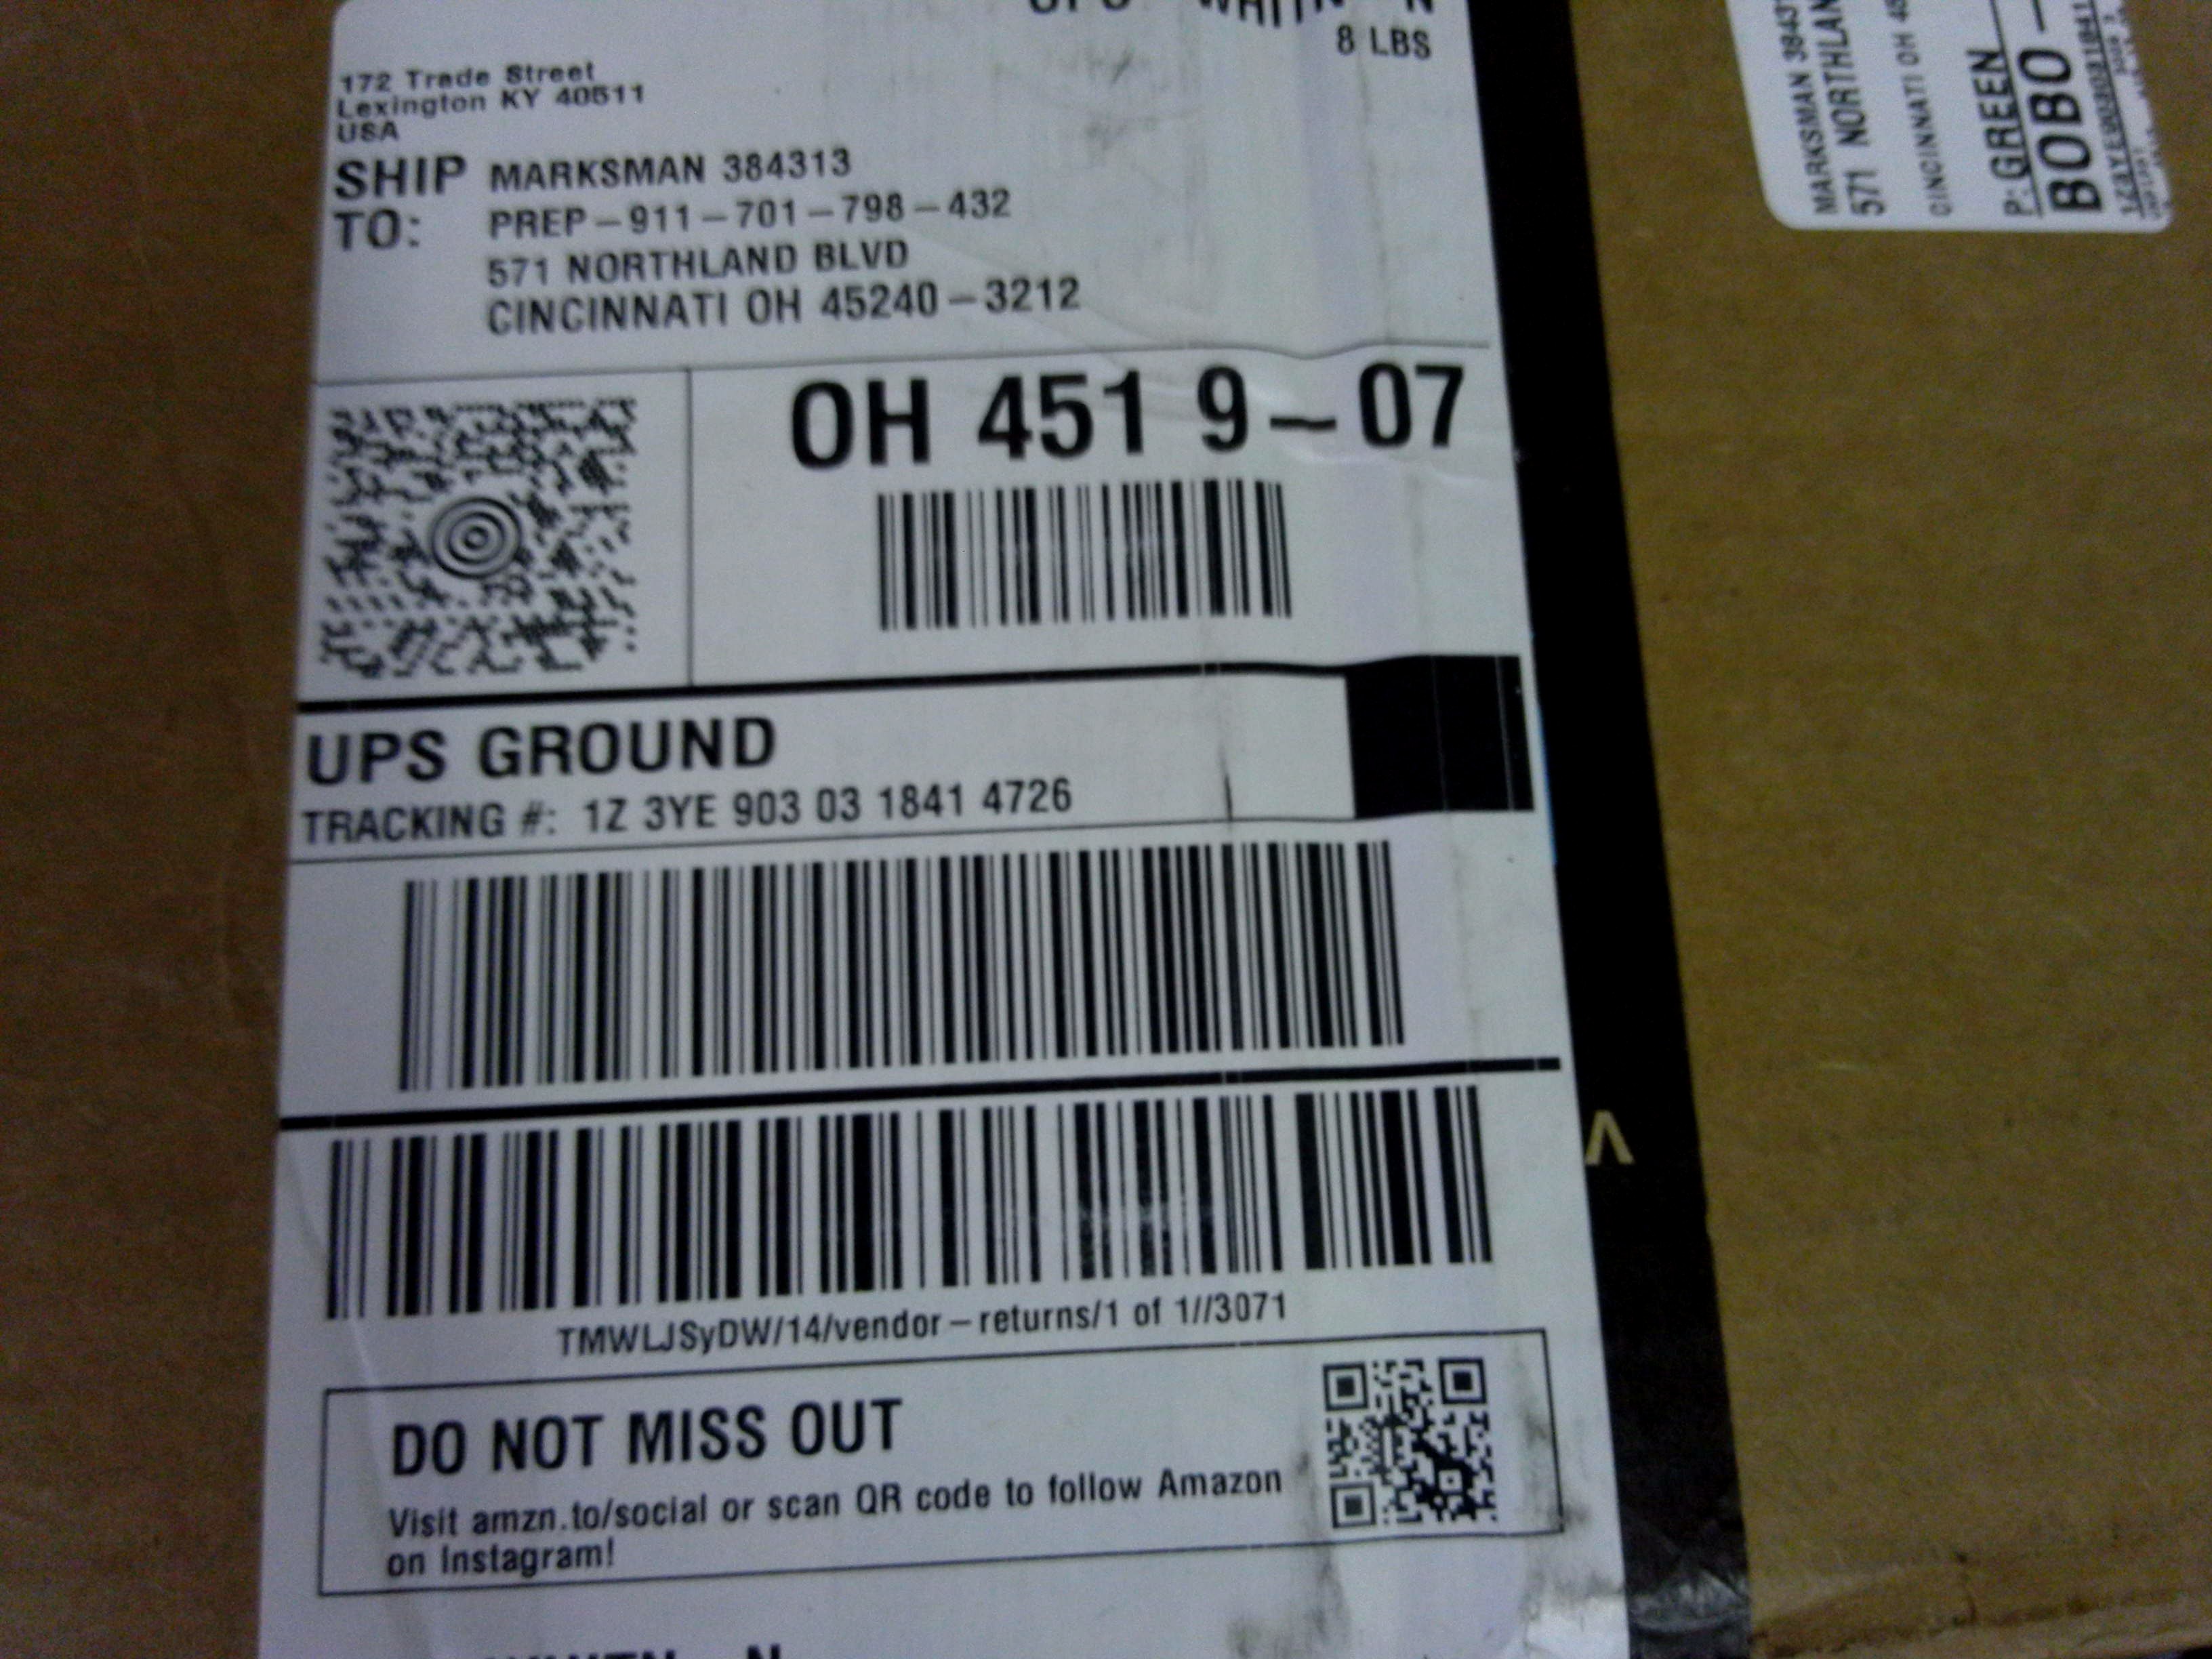 8 LBS
172 Trade Street
Lexington KY 40511
USA
SHIP TO:
MARKSMAN 384313
PREP-911-701-798-432
571 NORTHLAND BLVD
CINCINNATI OH 45240-3212
OH 451 9-07
UPS GROUND
TRACKING #: 1Z 3YE 903 03 1841 4726
TMWLJSyDW/14/vendor-returns/1 of 1//3071
DO NOT MISS OUT
Visit amzn.to/social or scan QR code to follow Amazon
on Instagram!
MARKSMAN
571 NORTHLAN
CINCINNATI OH
P: GREEN
BOBO -